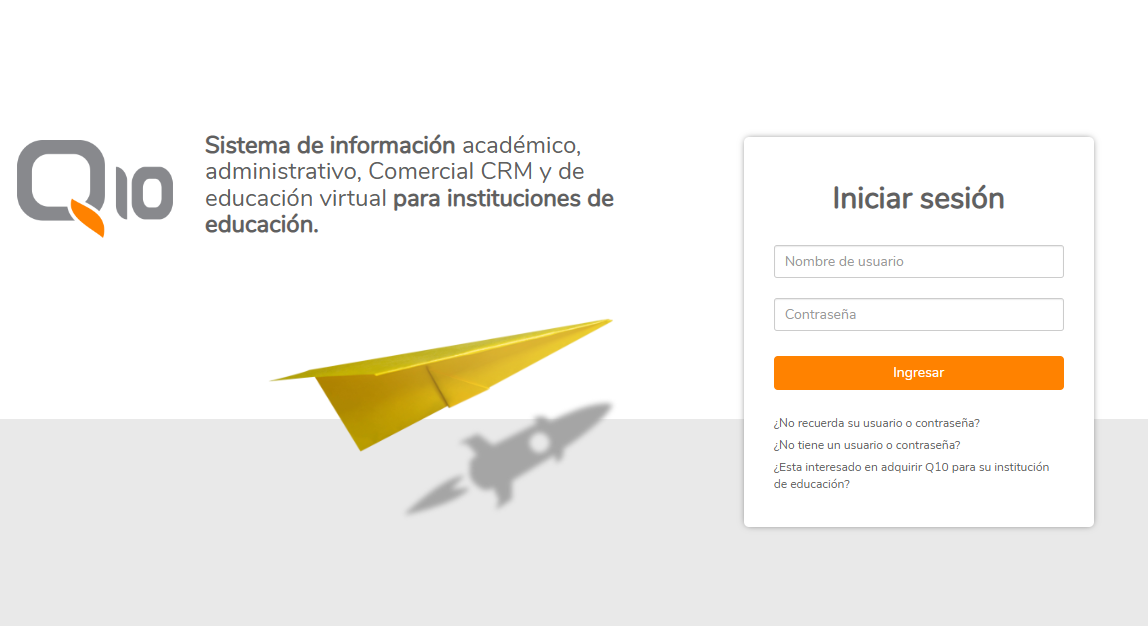 Q10
Sistema de información académico,
administrativo, Comercial CRM y de
educación virtual para instituciones de
educación.
Iniciar sesión
Nombre de usuario
Contraseña
Ingresar
¿No recuerda su usuario o contraseña?
¿No tiene un usuario o contraseña?
¿Esta interesado en adquirir Q10 para su institución
de educación?